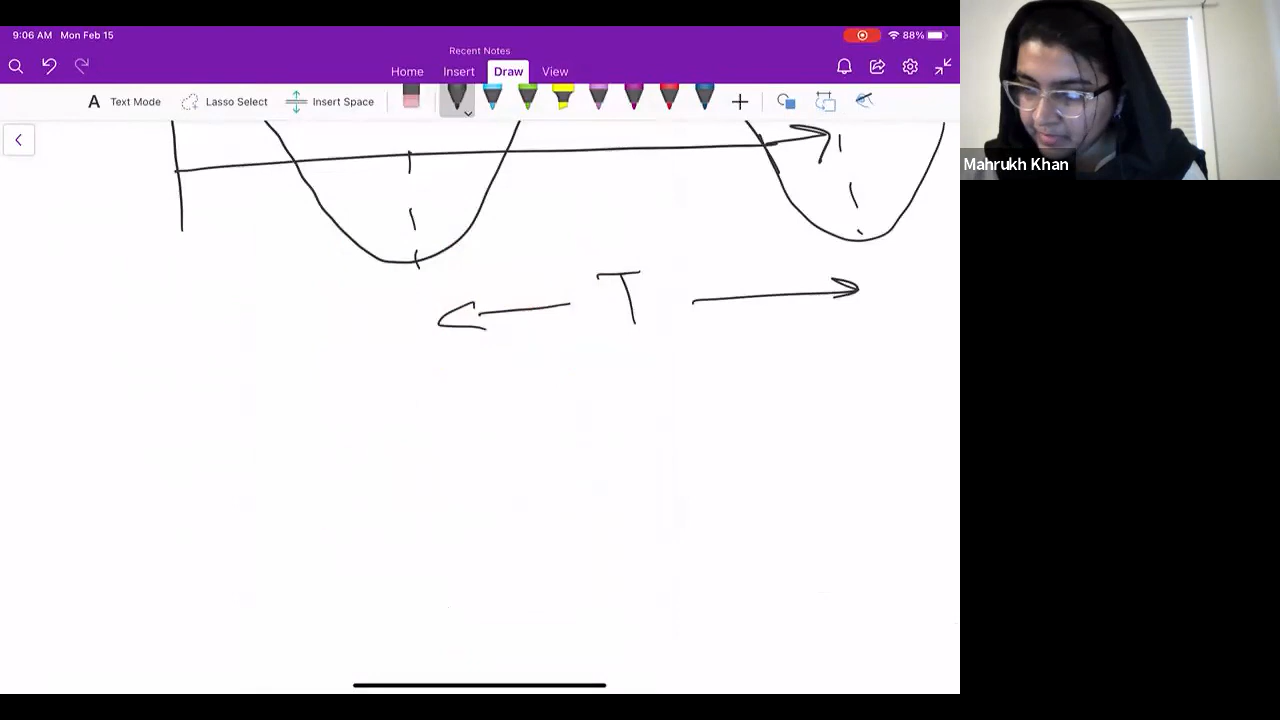 9:06 AM Mon Feb 15
88%
Recent Notes
Home Insert Draw View
A Text Mode Lasso Select Insert Space
Mahrukh Khan
T